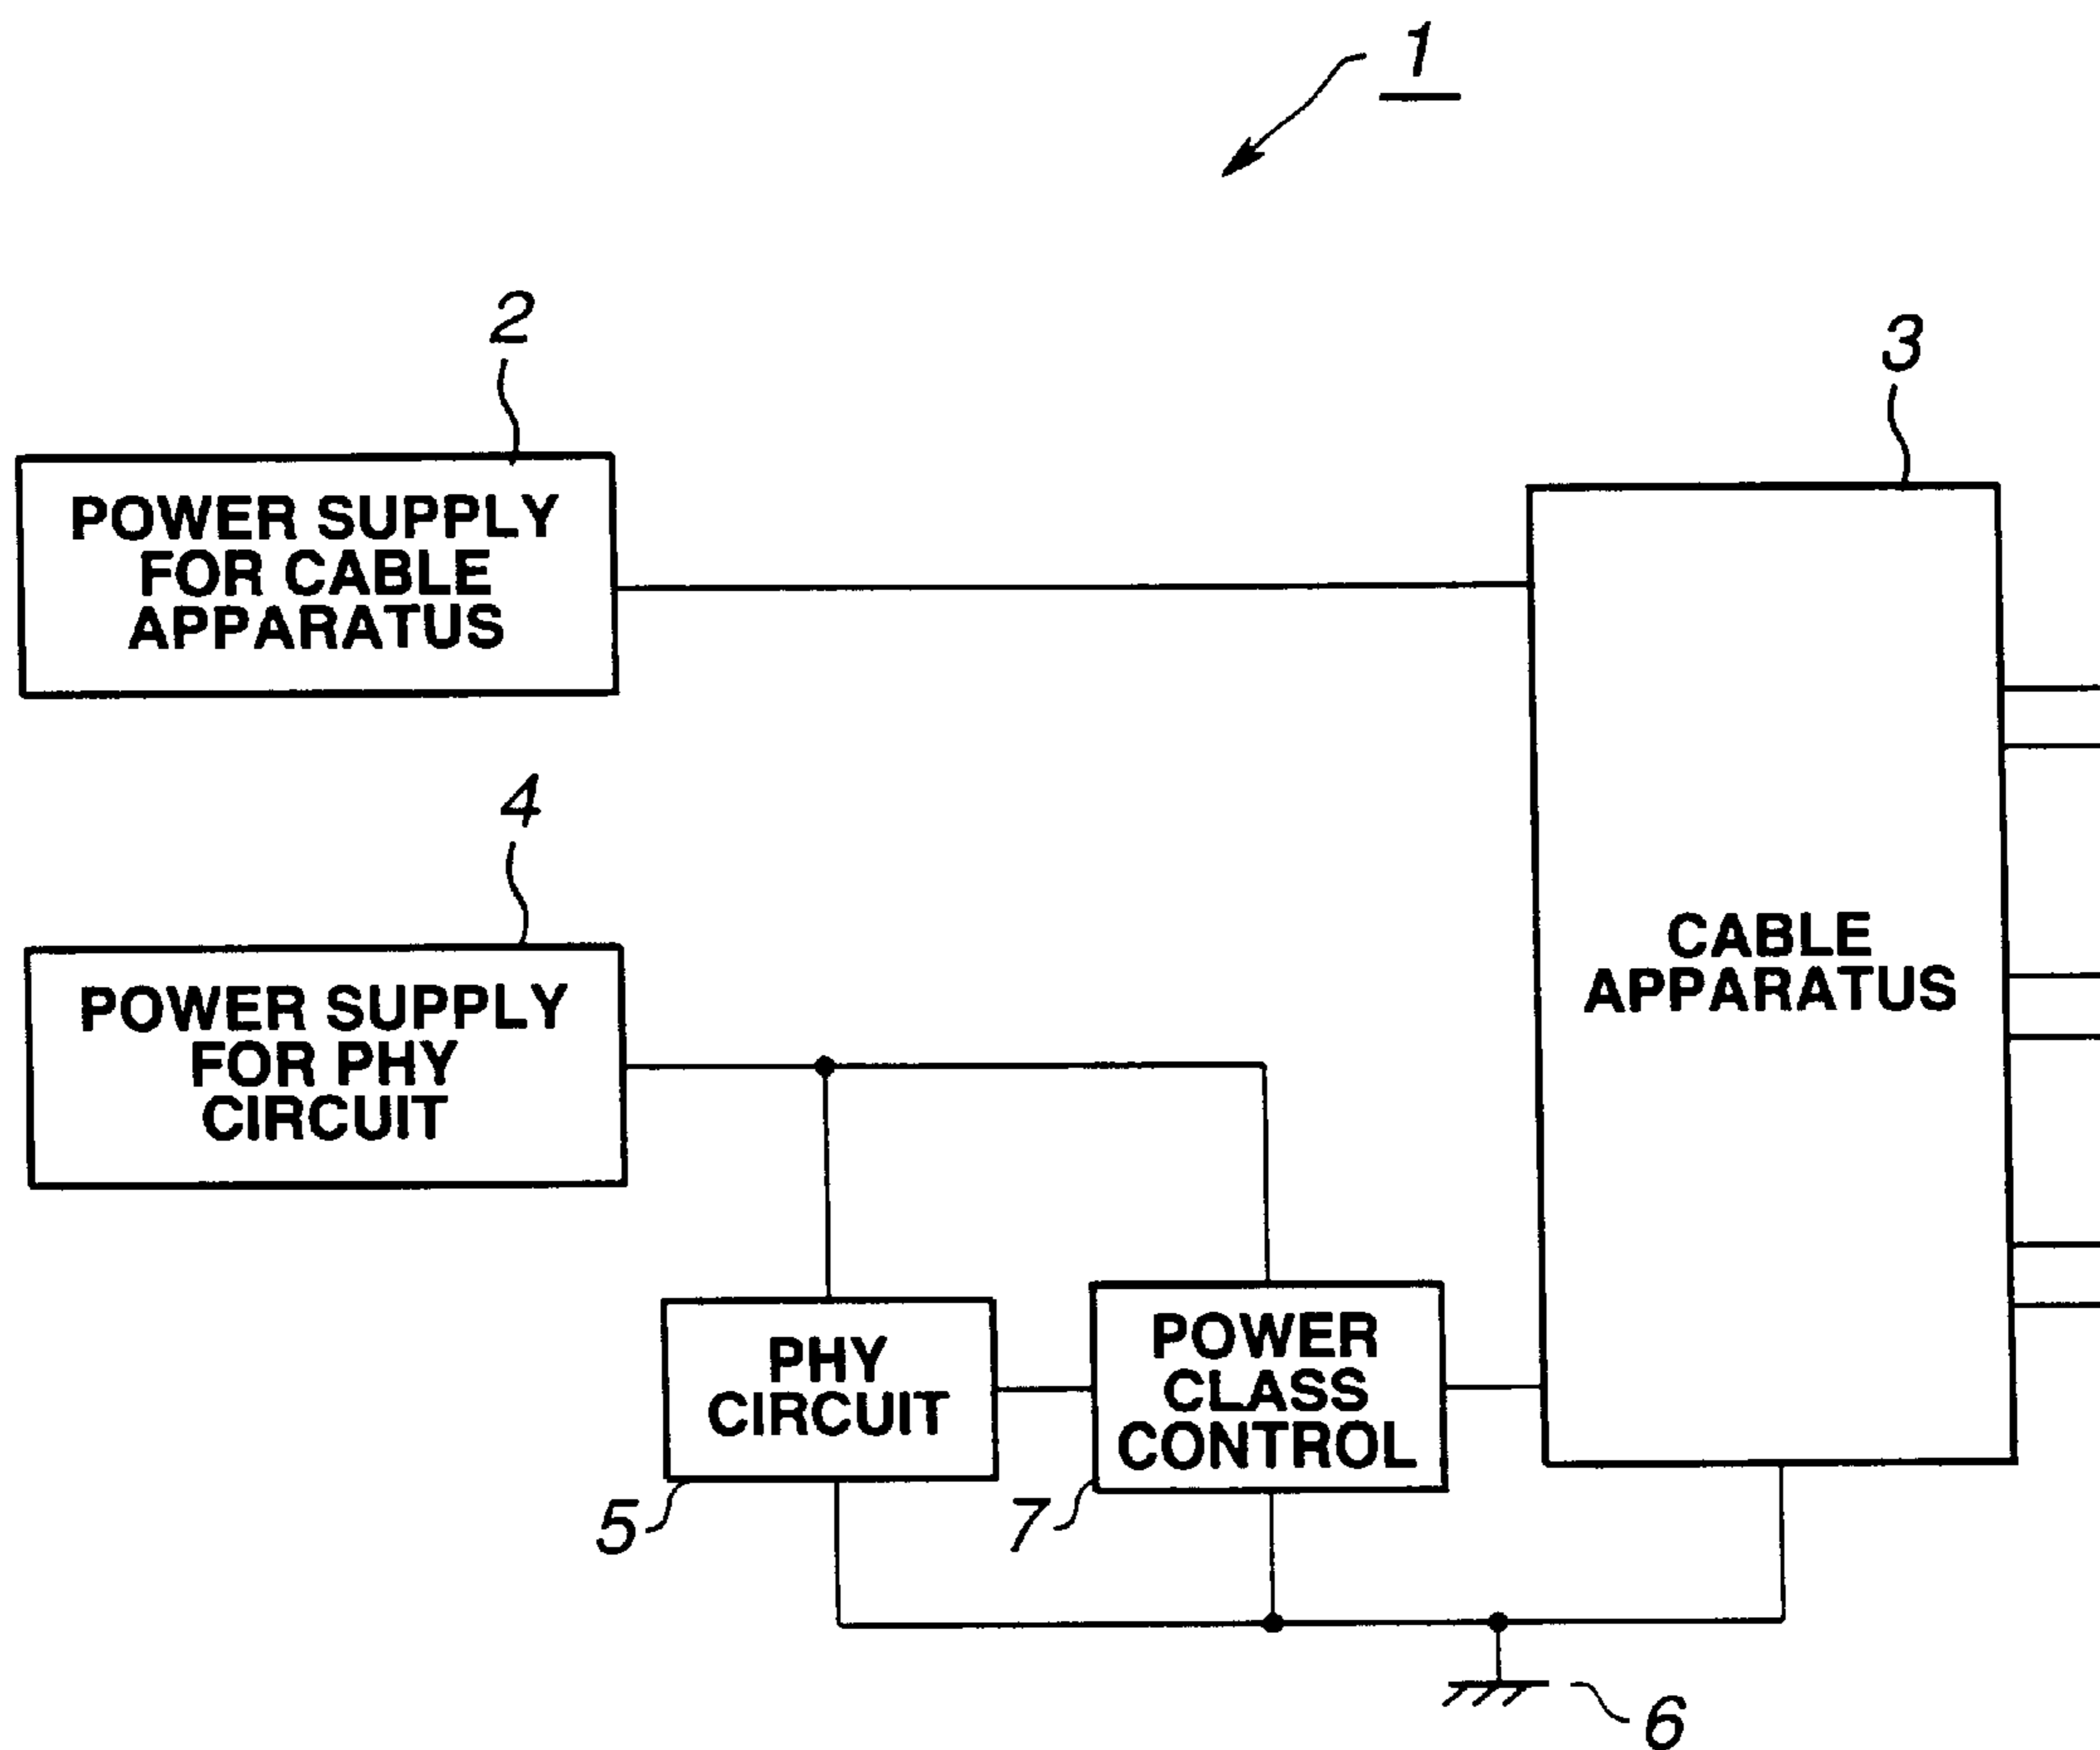 1
2
POWER SUPPLY
FOR CABLE
APPARATUS
3
CABLE
APPARATUS
4
POWER SUPPLY
FOR PHY
CIRCUIT
PHY
CIRCUIT
5
POWER
CLASS
CONTROL
7
6